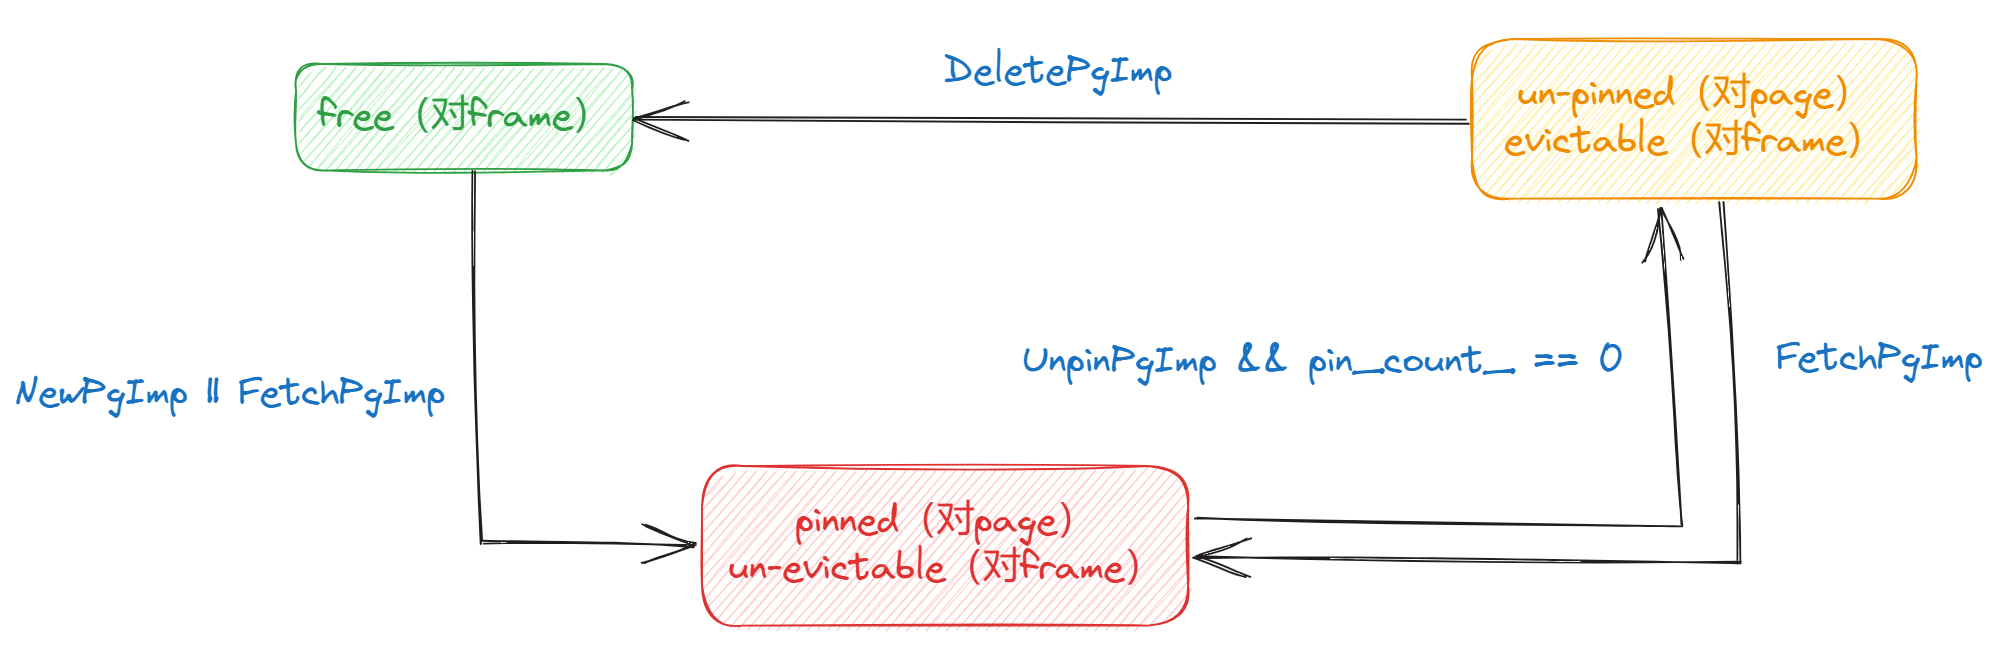 DeletePgImp
free (对frame)
un-pinned (对page)
evictable (对frame)
NewPgImp || FetchPgImp
UnpinPgImp && pin_count_ == 0
FetchPgImp
pinned (对page)
un-evictable (对frame)